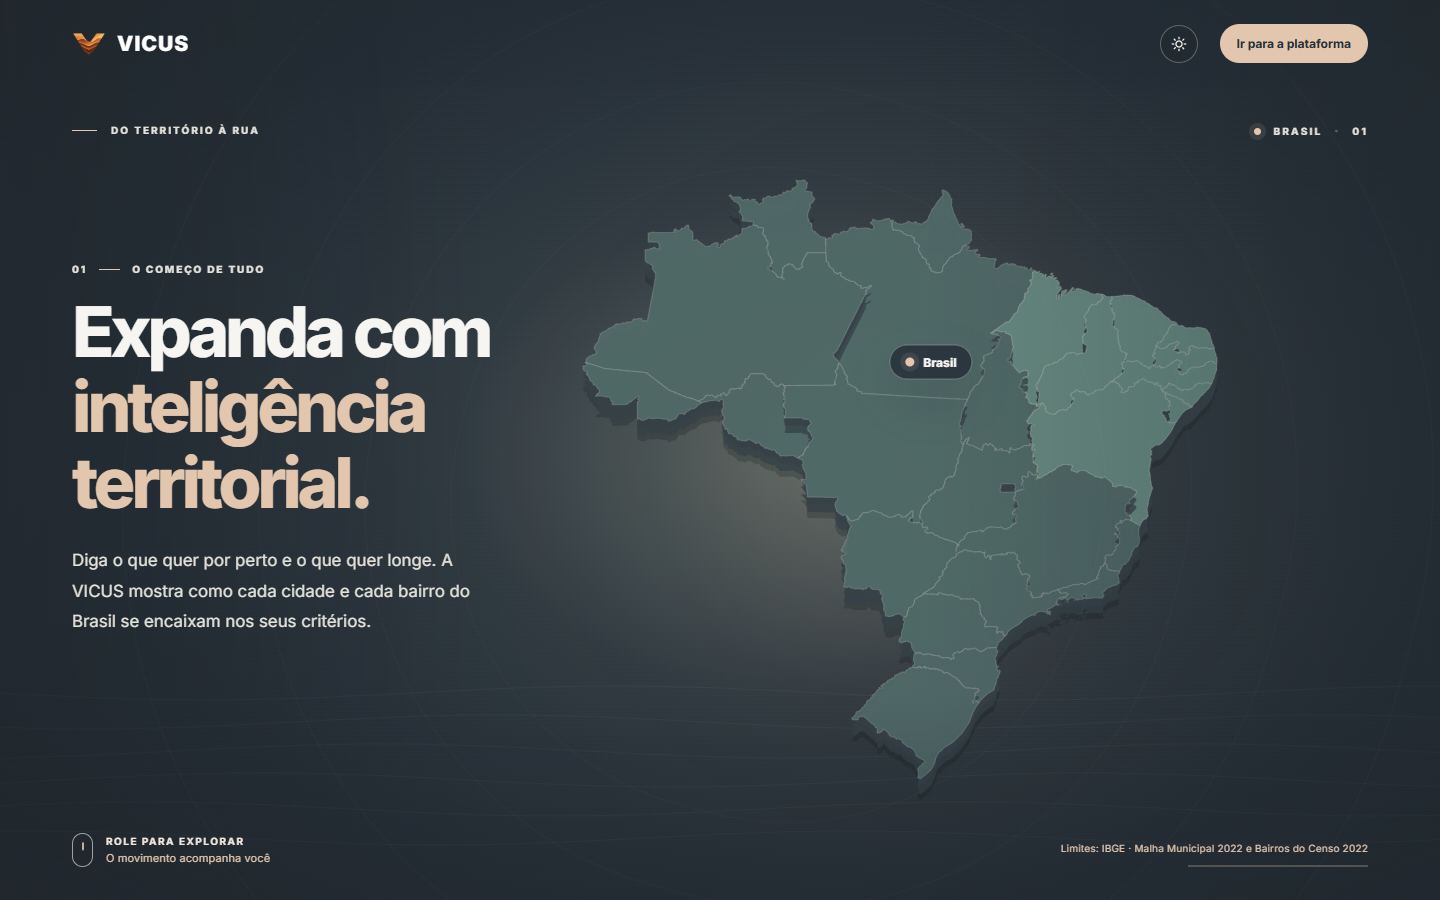 VICUS
Ir para a plataforma
DO TERRITÓRIO À RUA
BRASIL · 01
01 — O COMEÇO DE TUDO
Expanda com
inteligência
territorial.
Diga o que quer por perto e o que quer longe. A
VICUS mostra como cada cidade e cada bairro do
Brasil se encaixam nos seus critérios.
Brasil
ROLE PARA EXPLORAR
O movimento acompanha você
Limites: IBGE · Malha Municipal 2022 e Bairros do Censo 2022